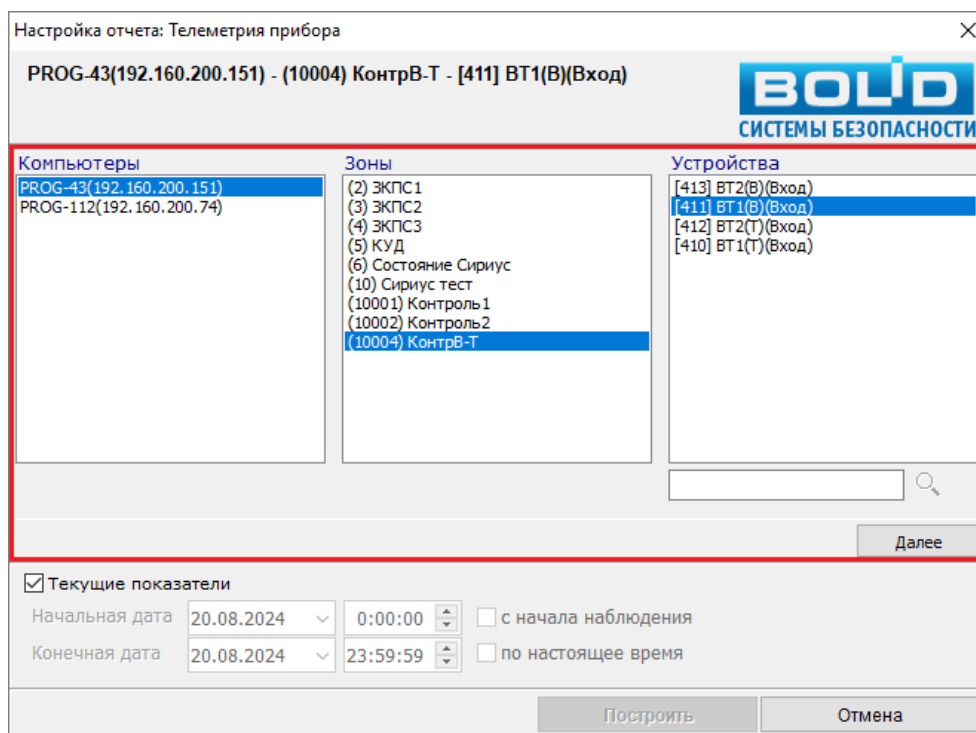 Настройка отчета: Телеметрия прибора
PROG-43(192.160.200.151) - (10004) КонтрВ-Т - [411] ВТ1(В)(Вход)
BOLID
СИСТЕМЫ БЕЗОПАСНОСТИ
Компьютеры
PROG-43(192.160.200.151)
PROG-112(192.160.200.74)
Зоны
(2) ЗКПС1
(3) ЗКПС2
(4) ЗКПС3
(5) КУД
(6) Состояние Сириус
(10) Сириус тест
(10001) Контроль1
(10002) Контроль2
(10004) КонтрВ-Т
Устройства
[413] ВТ2(В)(Вход)
[411] ВТ1(В)(Вход)
[412] ВТ2(Т)(Вход)
[410] ВТ1(Т)(Вход)
Далее
Текущие показатели
Начальная дата 20.08.2024 0:00:00 с начала наблюдения
Конечная дата 20.08.2024 23:59:59 по настоящее время
Построить Отмена